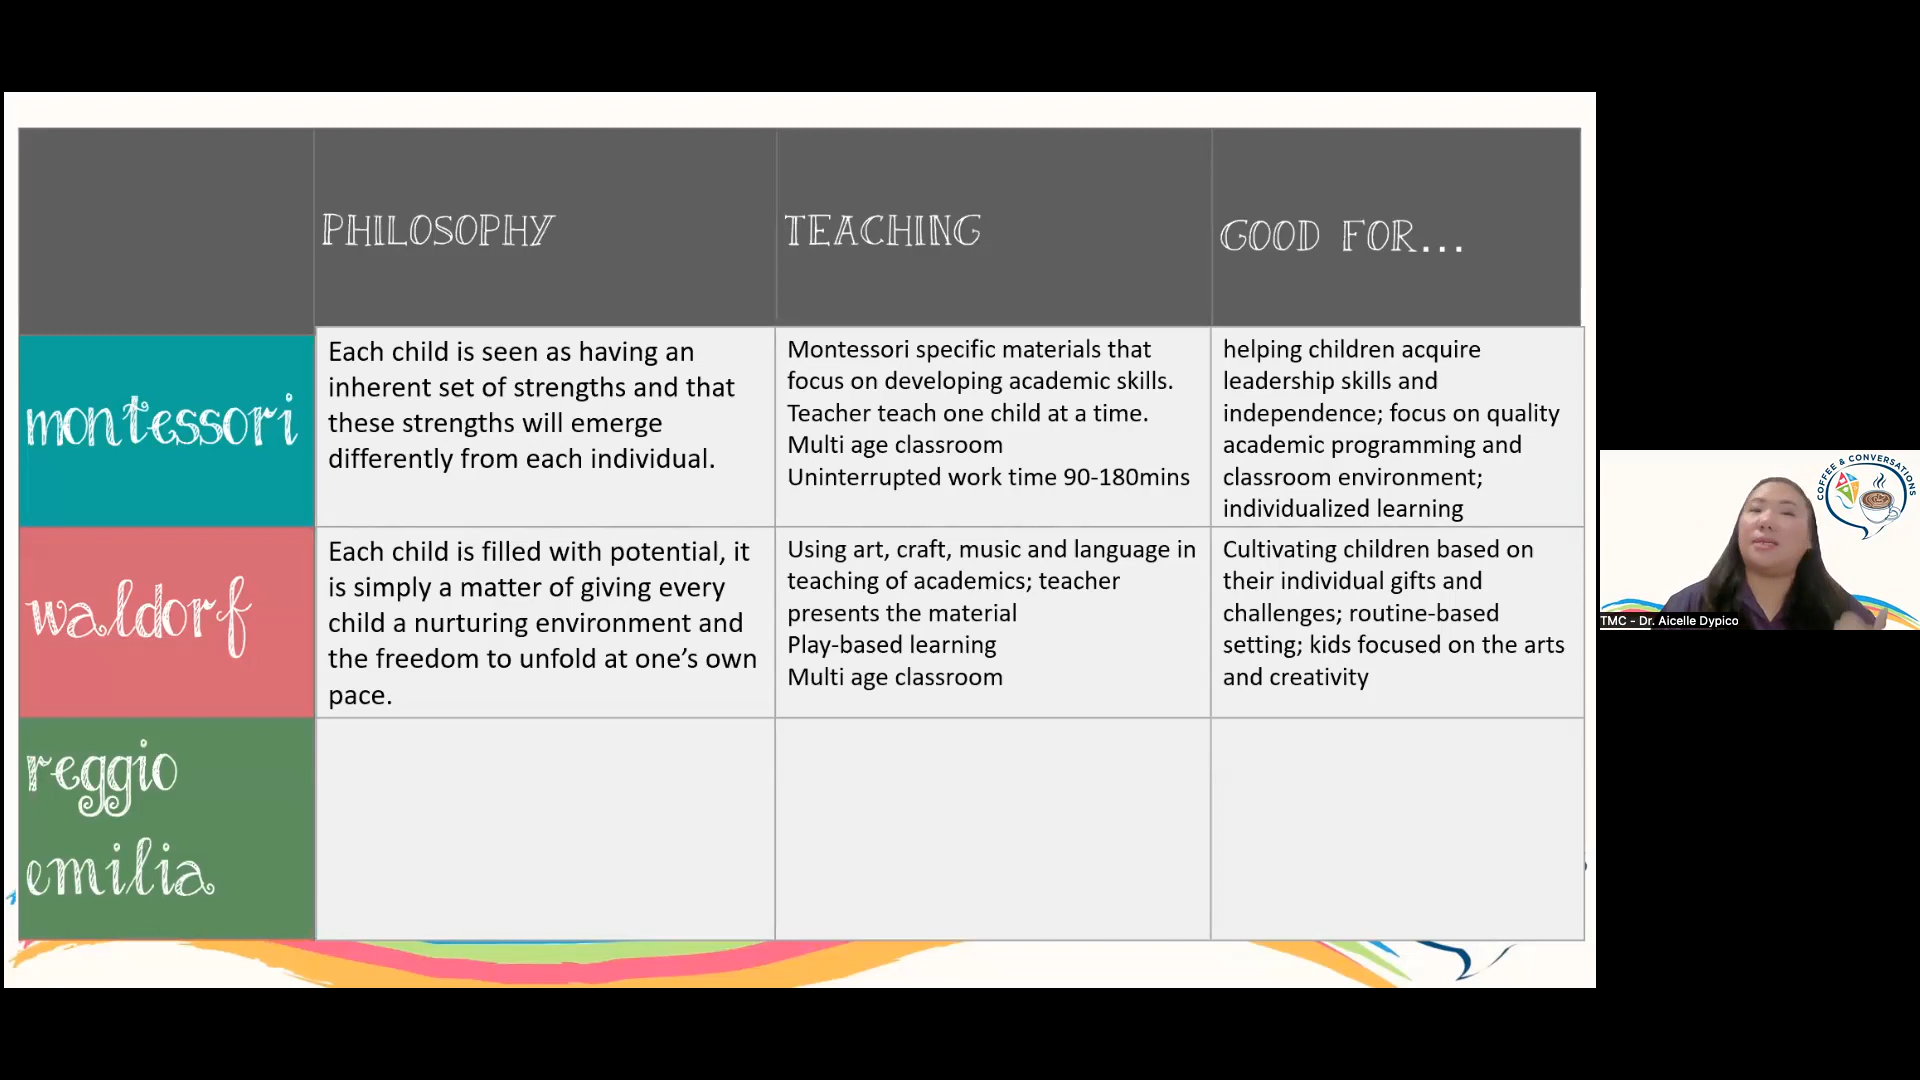 PHILOSOPHY
TEACHING
GOOD FOR...
montessori
Each child is seen as having an
inherent set of strengths and that
these strengths will emerge
differently from each individual.
Montessori specific materials that
focus on developing academic skills.
Teacher teach one child at a time.
Multi age classroom
Uninterrupted work time 90-180mins
helping children acquire
leadership skills and
independence; focus on quality
academic programming and
classroom environment;
individualized learning
waldorf
Each child is filled with potential, it
is simply a matter of giving every
child a nurturing environment and
the freedom to unfold at one’s own
pace.
Using art, craft, music and language in
teaching of academics; teacher
presents the material
Play-based learning
Multi age classroom
Cultivating children based on
their individual gifts and
challenges; routine-based
setting; kids focused on the arts
and creativity
reggio
emilia
COFFEE & CONVERSATIONS
TMC - Dr. Aicelle Dypico